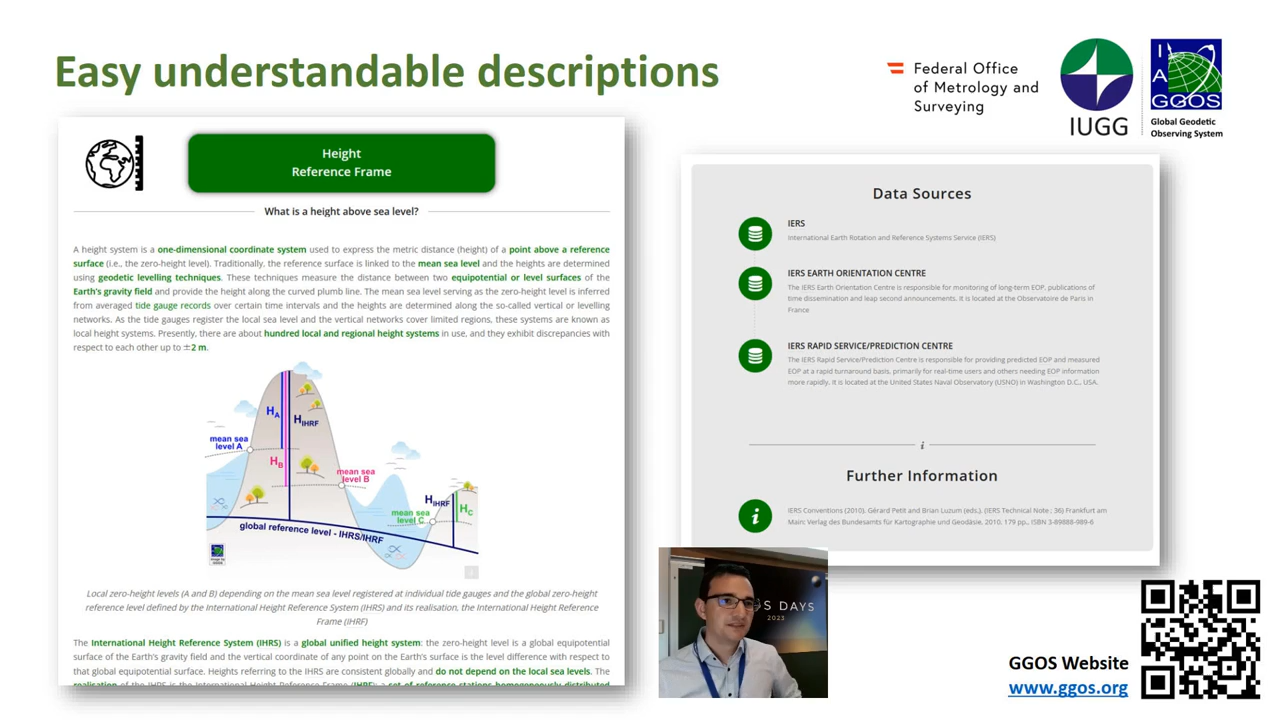 Easy understandable descriptions
Federal Office
of Metrology and
Surveying
IUGG
I
A
GGOS
Global Geodetic
Observing System
Height
Reference Frame
What is a height above sea level?
A height system is a one-dimensional coordinate system used to express the metric distance (height) of a point above a reference
surface (i.e., the zero-height level). Traditionally, the reference surface is linked to the mean sea level and the heights are determined
using geodetic levelling techniques. These techniques measure the distance between two equipotential or level surfaces of the
Earth's gravity field and provide the height along the curved plumb line. The mean sea level serving as the zero-height level is inferred
from averaged tide gauge records over certain time intervals and the heights are determined along the so-called vertical or levelling
networks. As the tide gauges register the local sea level and the vertical networks cover limited regions, these systems are known as
local height systems. Presently, there are about hundred local and regional height systems in use, and they exhibit discrepancies with
respect to each other up to ±2 m.
HA
HIHRF
mean sea
level A
HB
mean sea
level B
HIHRF
HC
mean sea
level C
global reference level - IHRS/IHRF
Local zero-height levels (A and B) depending on the mean sea level registered at individual tide gauges and the global zero-height
reference level defined by the International Height Reference System (IHRS) and its realisation, the International Height Reference
Frame (IHRF)
The International Height Reference System (IHRS) is a global unified height system: the zero-height level is a global equipotential
surface of the Earth's gravity field and the vertical coordinate of any point on the Earth's surface is the level difference with respect to
that global equipotential surface. Heights referring to the IHRS are consistent globally and do not depend on the local sea levels. The
realisation of the IHRS is the International Height Reference Frame (IHRF): a set of reference stations homogeneously distributed
Data Sources
IERS
International Earth Rotation and Reference Systems Service (IERS)
IERS EARTH ORIENTATION CENTRE
The IERS Earth Orientation Centre is responsible for monitoring of long-term EOP, publications of
time dissemination and leap second announcements. It is located at the Observatoire de Paris in
France
IERS RAPID SERVICE/PREDICTION CENTRE
The IERS Rapid Service/Prediction Centre is responsible for providing predicted EOP and measured
EOP at a rapid turnaround basis, primarily for real-time users and others needing EOP information
more rapidly. It is located at the United States Naval Observatory (USNO) in Washington D.C., USA.
i
Further Information
i
IERS Conventions (2010). Gérard Petit and Brian Luzum (eds.). (IERS Technical Note ; 36) Frankfurt am
Main: Verlag des Bundesamts für Kartographie und Geodäsie, 2010. 179 pp., ISBN 3-89888-989-6
S DAYS
2023
GGOS Website
www.ggos.org